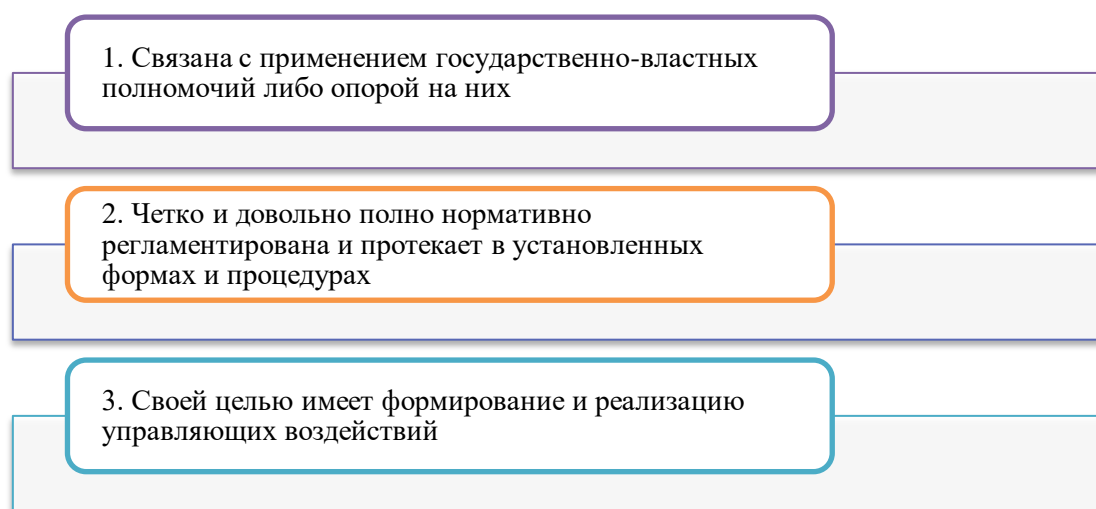 1. Связана с применением государственно-властных
полномочий либо опорой на них
2. Четко и довольно полно нормативно
регламентирована и протекает в установленных
формах и процедурах
3. Своей целью имеет формирование и реализацию
управляющих воздействий